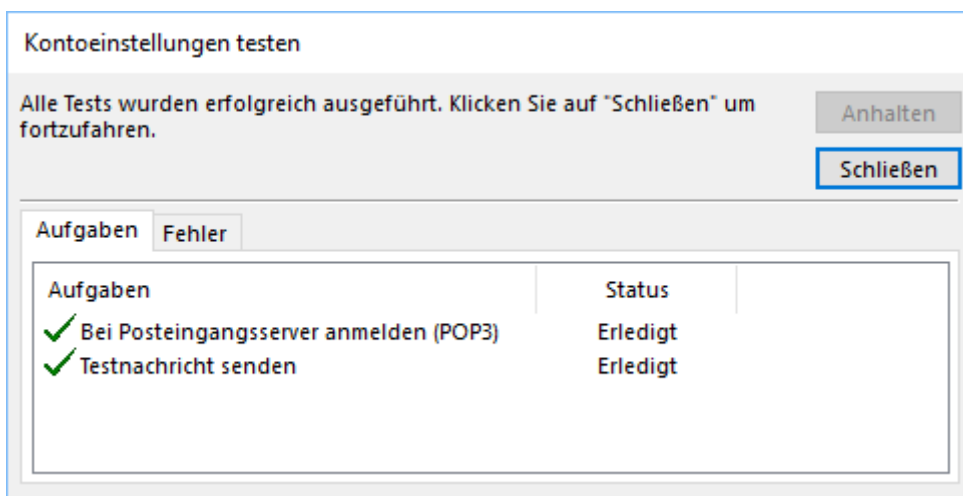 Kontoeinstellungen testen
Alle Tests wurden erfolgreich ausgeführt. Klicken Sie auf "Schließen" um
fortzufahren.
Anhalten
Schließen
Aufgaben Fehler
Aufgaben Status
Bei Posteingangsserver anmelden (POP3) Erledigt
Testnachricht senden Erledigt